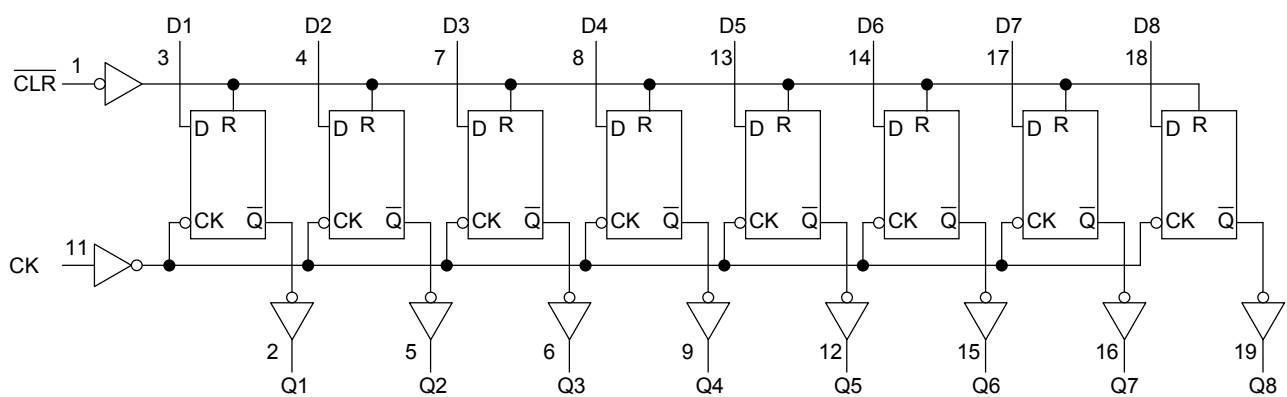 D1 D2 D3 D4 D5 D6 D7 D8
3 4 7 8 13 14 17 18
C̅L̅R̅ 1
R R R R R R R R
D D D D D D D D
CK Q̅ CK Q̅ CK Q̅ CK Q̅ CK Q̅ CK Q̅ CK Q̅ CK Q̅
CK 11
2 5 6 9 12 15 16 19
Q1 Q2 Q3 Q4 Q5 Q6 Q7 Q8